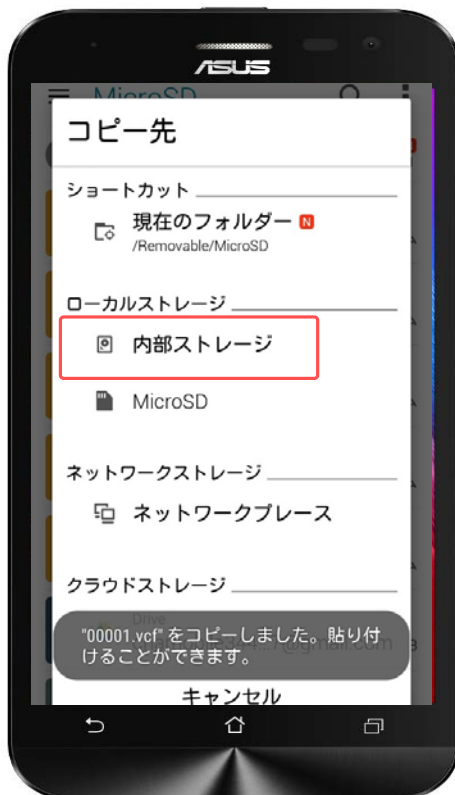 ASUS
MicroSD
コピー先
ショートカット
現在のフォルダー N
/Removable/MicroSD
ローカルストレージ
内部ストレージ
MicroSD
ネットワークストレージ
ネットワークプレース
クラウドストレージ
Drive
"00001.vcf" をコピーしました。貼り付
けることができます。
@gmail.com
キャンセル